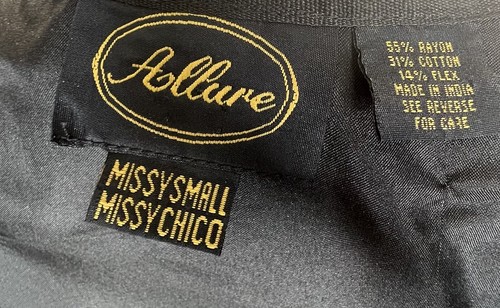 Allure
55% RAYON
31% COTTON
14% FLEX
MADE IN INDIA
SEE REVERSE
FOR CARE
MISSY SMALL
MISSY CHICO